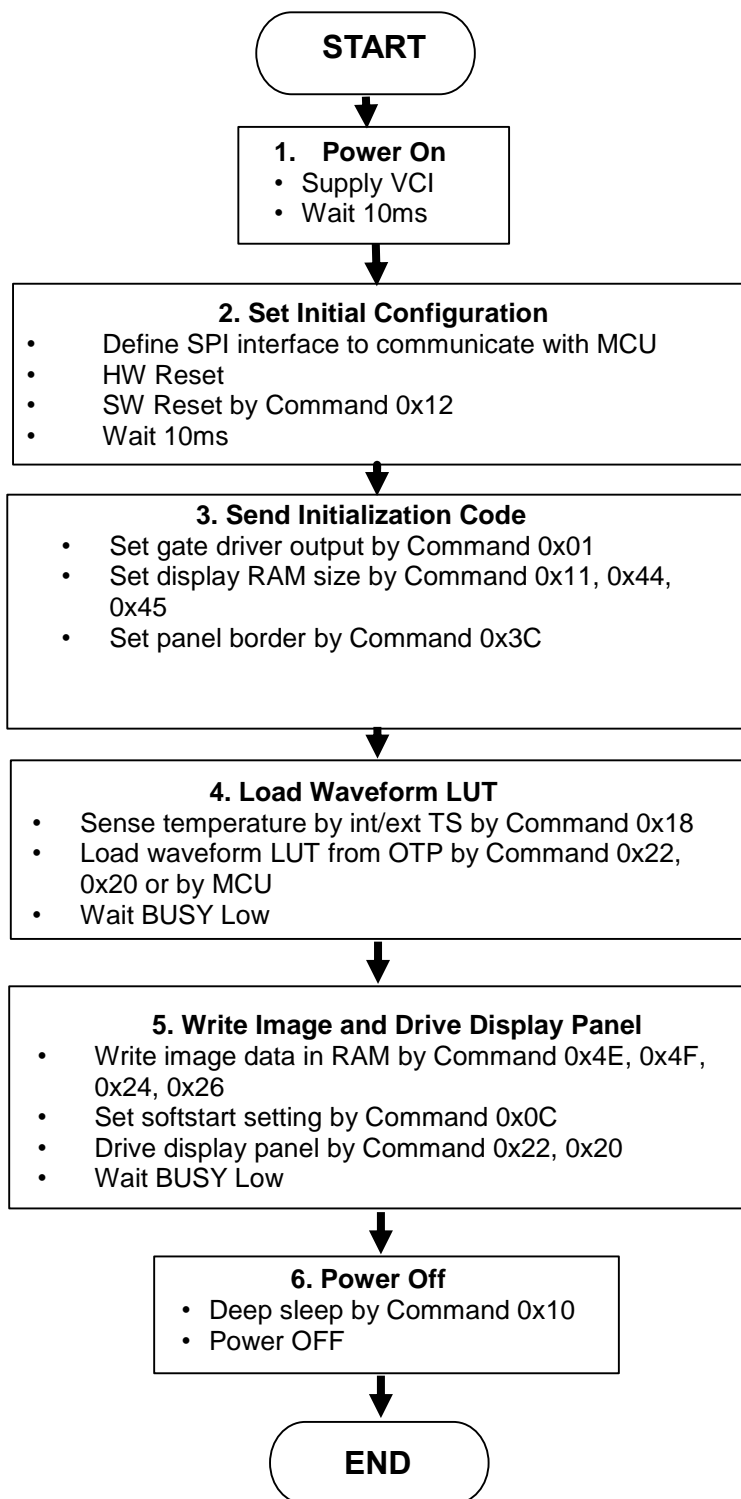 START
1. Power On
• Supply VCI
• Wait 10ms
2. Set Initial Configuration
• Define SPI interface to communicate with MCU
• HW Reset
• SW Reset by Command 0x12
• Wait 10ms
3. Send Initialization Code
• Set gate driver output by Command 0x01
• Set display RAM size by Command 0x11, 0x44,
0x45
• Set panel border by Command 0x3C
4. Load Waveform LUT
• Sense temperature by int/ext TS by Command 0x18
• Load waveform LUT from OTP by Command 0x22,
0x20 or by MCU
• Wait BUSY Low
5. Write Image and Drive Display Panel
• Write image data in RAM by Command 0x4E, 0x4F,
0x24, 0x26
• Set softstart setting by Command 0x0C
• Drive display panel by Command 0x22, 0x20
• Wait BUSY Low
6. Power Off
• Deep sleep by Command 0x10
• Power OFF
END